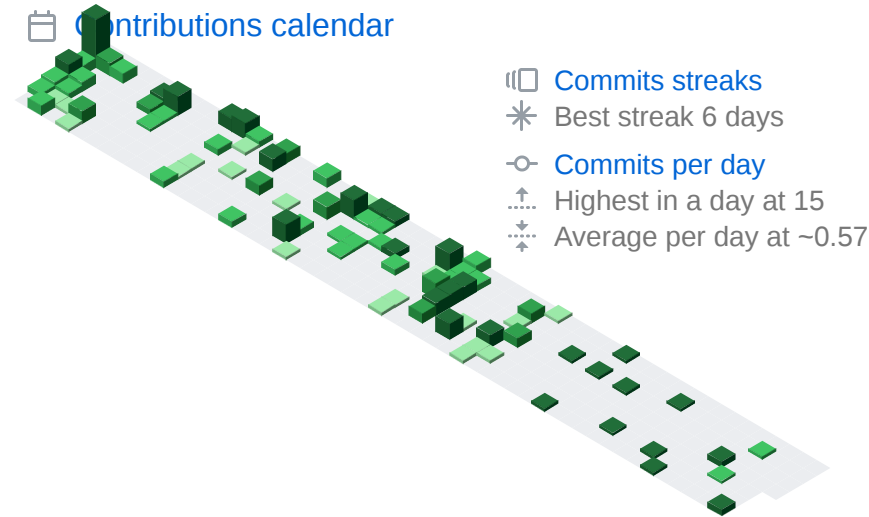 Contributions calendar
Commits streaks
Best streak 6 days
Commits per day
Highest in a day at 15
Average per day at ~0.57